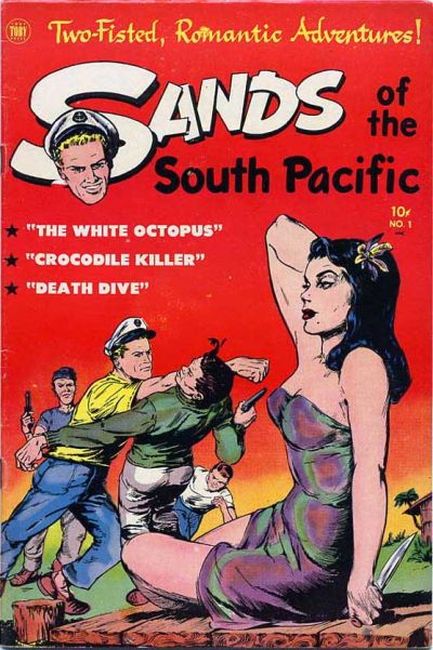 TOBY
Two-Fisted, Romantic Adventures!
SANDS
of
the
South Pacific
10¢
NO. 1
"THE WHITE OCTOPUS"
"CROCODILE KILLER"
"DEATH DIVE"